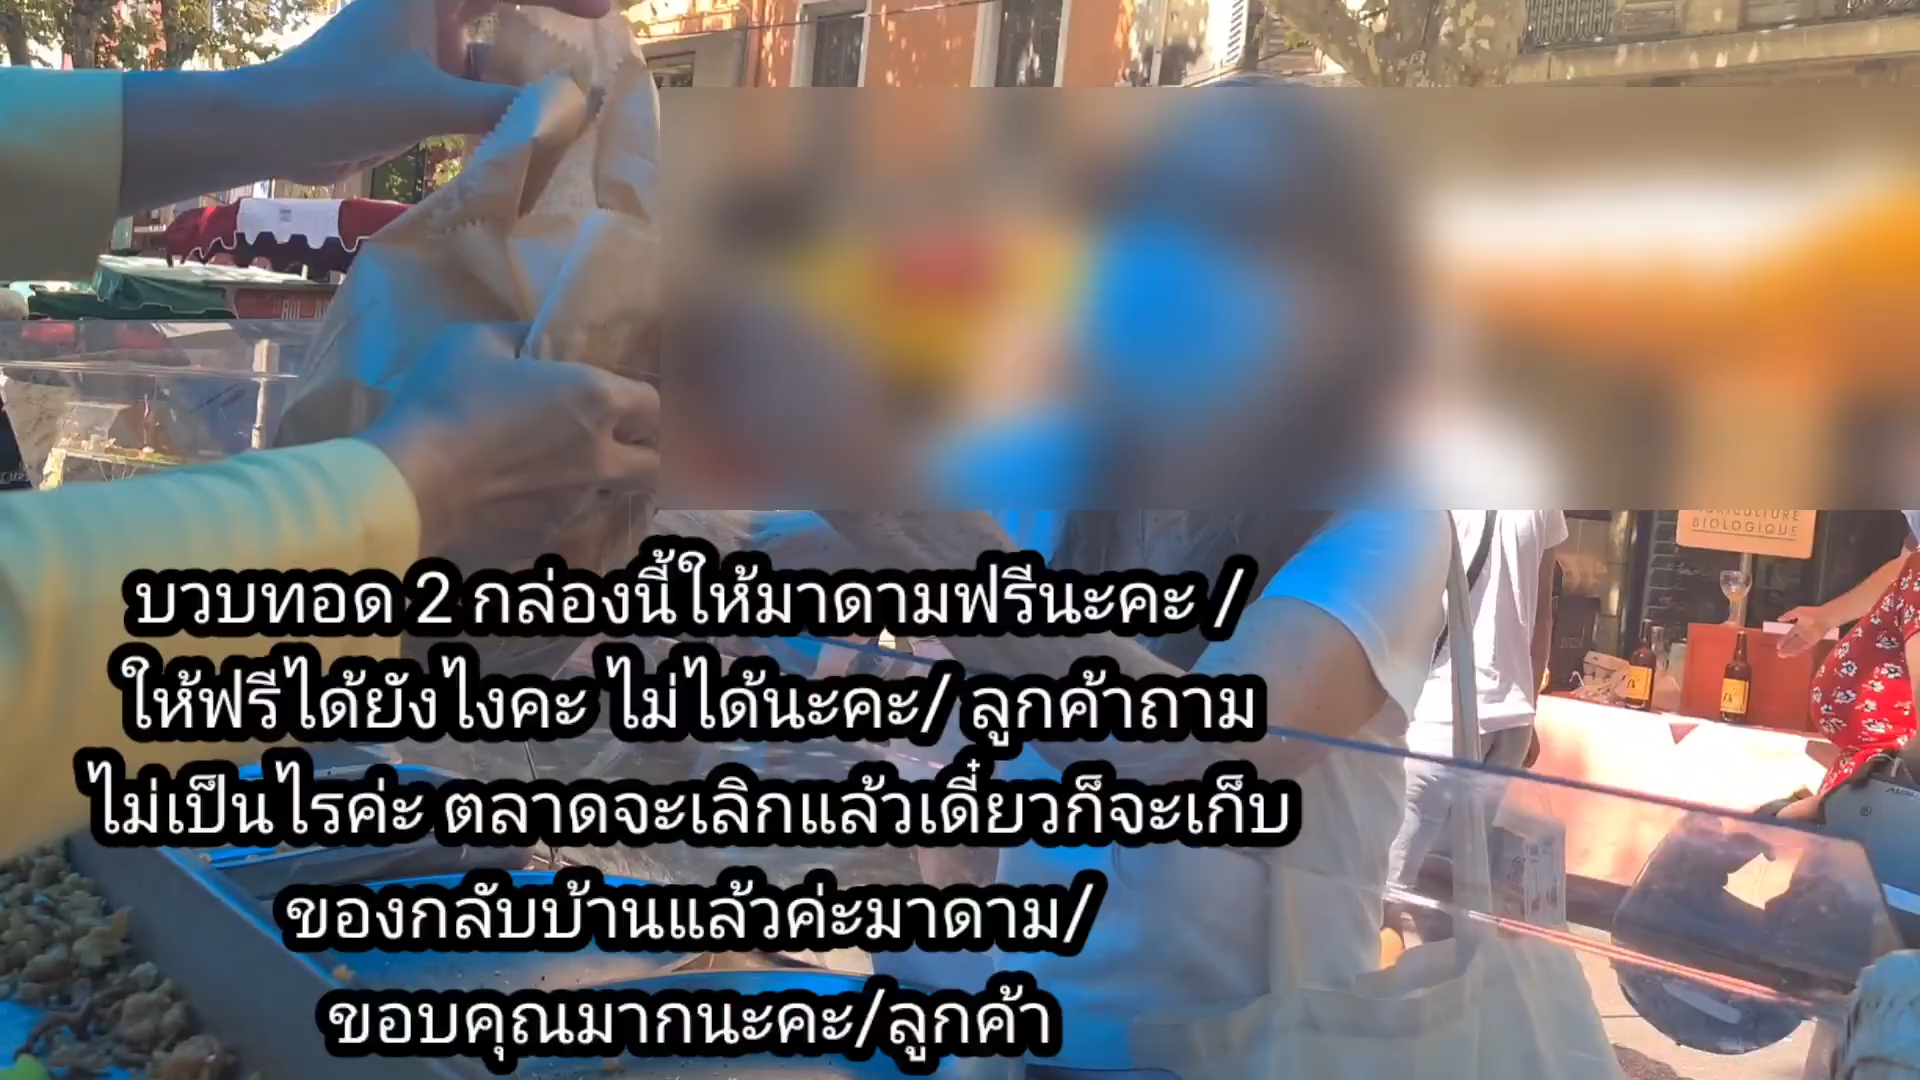 บวบทอด 2 กล่องนี้ให้มาดามฟรีนะคะ /
ให้ฟรีได้ยังไงคะ ไม่ได้นะคะ/ ลูกค้าถาม
ไม่เป็นไรค่ะ ตลาดจะเลิกแล้วเดี๋ยวก็จะเก็บ
ของกลับบ้านแล้วค่ะมาดาม/
ขอบคุณมากนะคะ/ลูกค้า
AGRICULTURE
BIOLOGIQUE